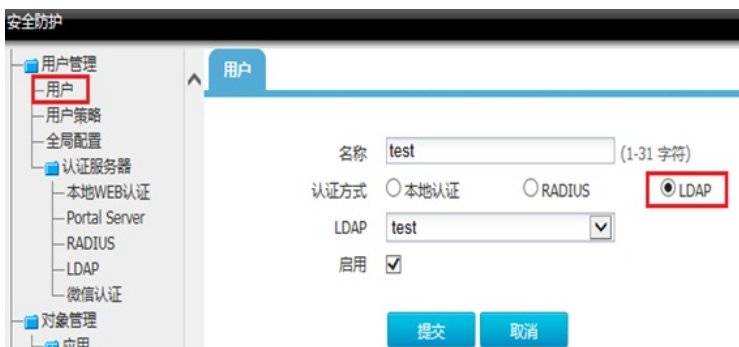 安全防护
用户管理
用户
用户策略
全局配置
认证服务器
本地WEB认证
Portal Server
RADIUS
LDAP
微信认证
对象管理
应用
用户
名称 test (1-31 字符)
认证方式 本地认证 RADIUS LDAP
LDAP test
启用
提交 取消